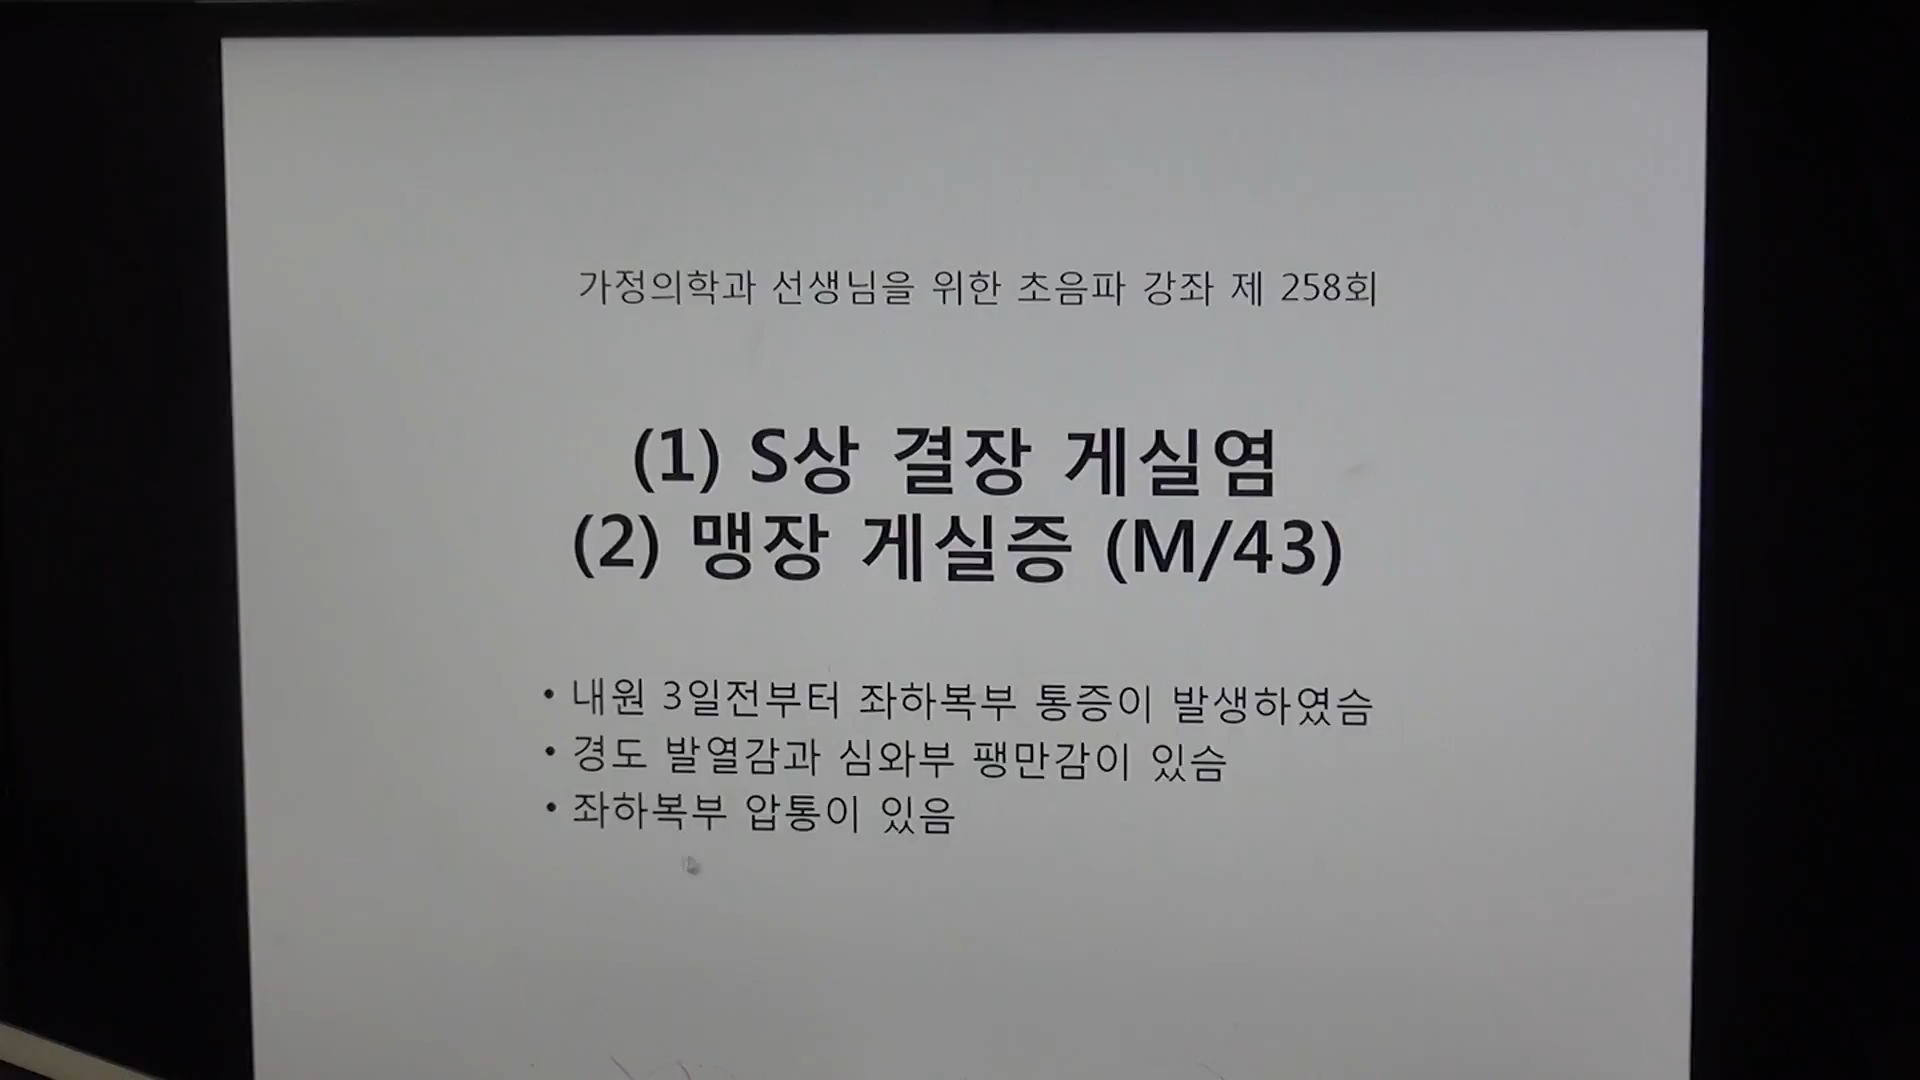 가정의학과 선생님을 위한 초음파 강좌 제 258회
(1) S상 결장 게실염
(2) 맹장 게실증 (M/43)
• 내원 3일전부터 좌하복부 통증이 발생하였슴
• 경도 발열감과 심와부 팽만감이 있슴
• 좌하복부 압통이 있음